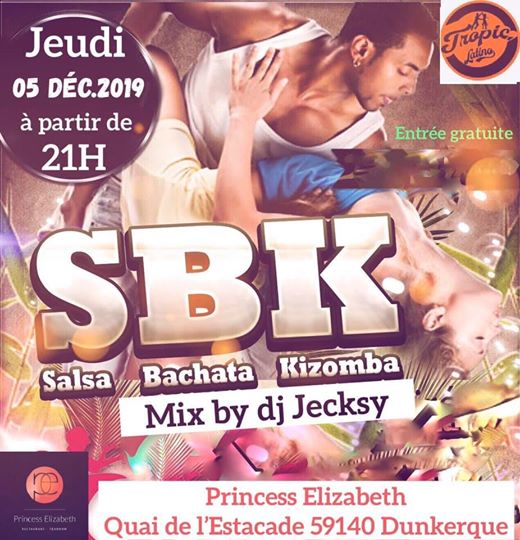 Jeudi
05 DÉC.2019
à partir de
21H
Tropic
Latino
Entrée gratuite
SBK
Salsa Bachata Kizomba
Mix by dj Jecksy
Princess Elizabeth
Princess Elizabeth
Quai de l'Estacade 59140 Dunkerque